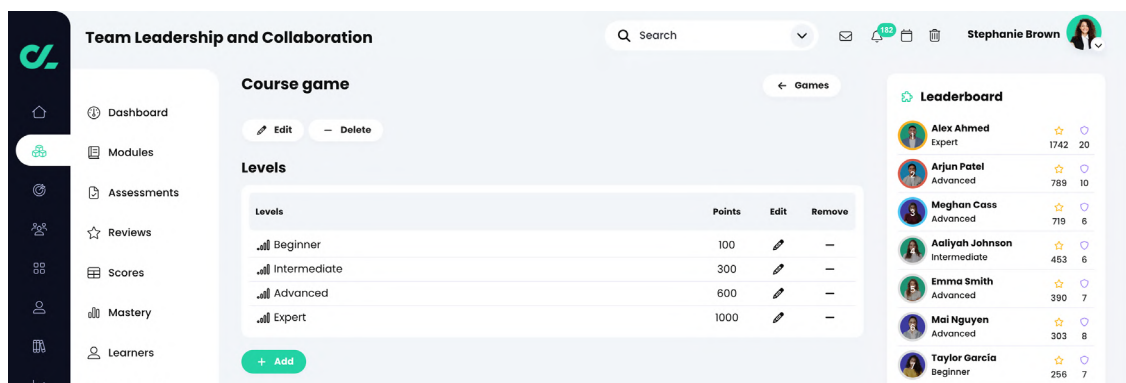 Team Leadership and Collaboration
Search
182
Stephanie Brown
Dashboard
Modules
Assessments
Reviews
Scores
Mastery
Learners
Course game
← Games
Edit
— Delete
Levels
Levels Points Edit Remove
Beginner 100
Intermediate 300
Advanced 600
Expert 1000
+ Add
Leaderboard
Alex Ahmed
Expert 1742 20
Arjun Patel
Advanced 789 10
Meghan Cass
Advanced 719 6
Aaliyah Johnson
Intermediate 453 6
Emma Smith
Advanced 390 7
Mai Nguyen
Advanced 303 8
Taylor García
Beginner 256 7